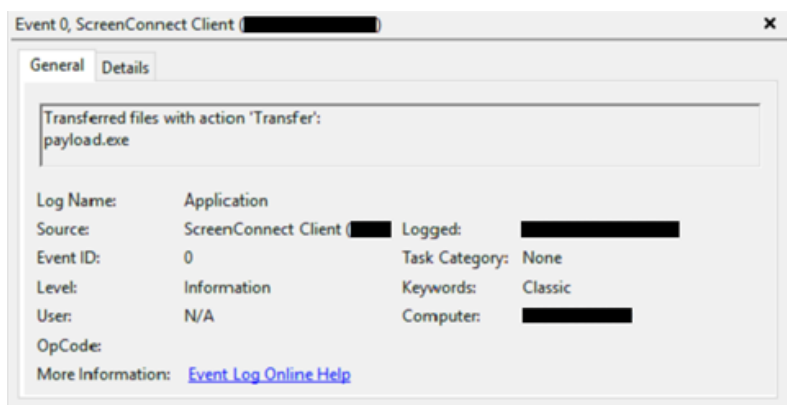 Event 0, ScreenConnect Client ( )
General Details
Transferred files with action 'Transfer':
payload.exe
Log Name: Application
Source: ScreenConnect Client ( Logged:
Event ID: 0 Task Category: None
Level: Information Keywords: Classic
User: N/A Computer:
OpCode:
More Information: Event Log Online Help